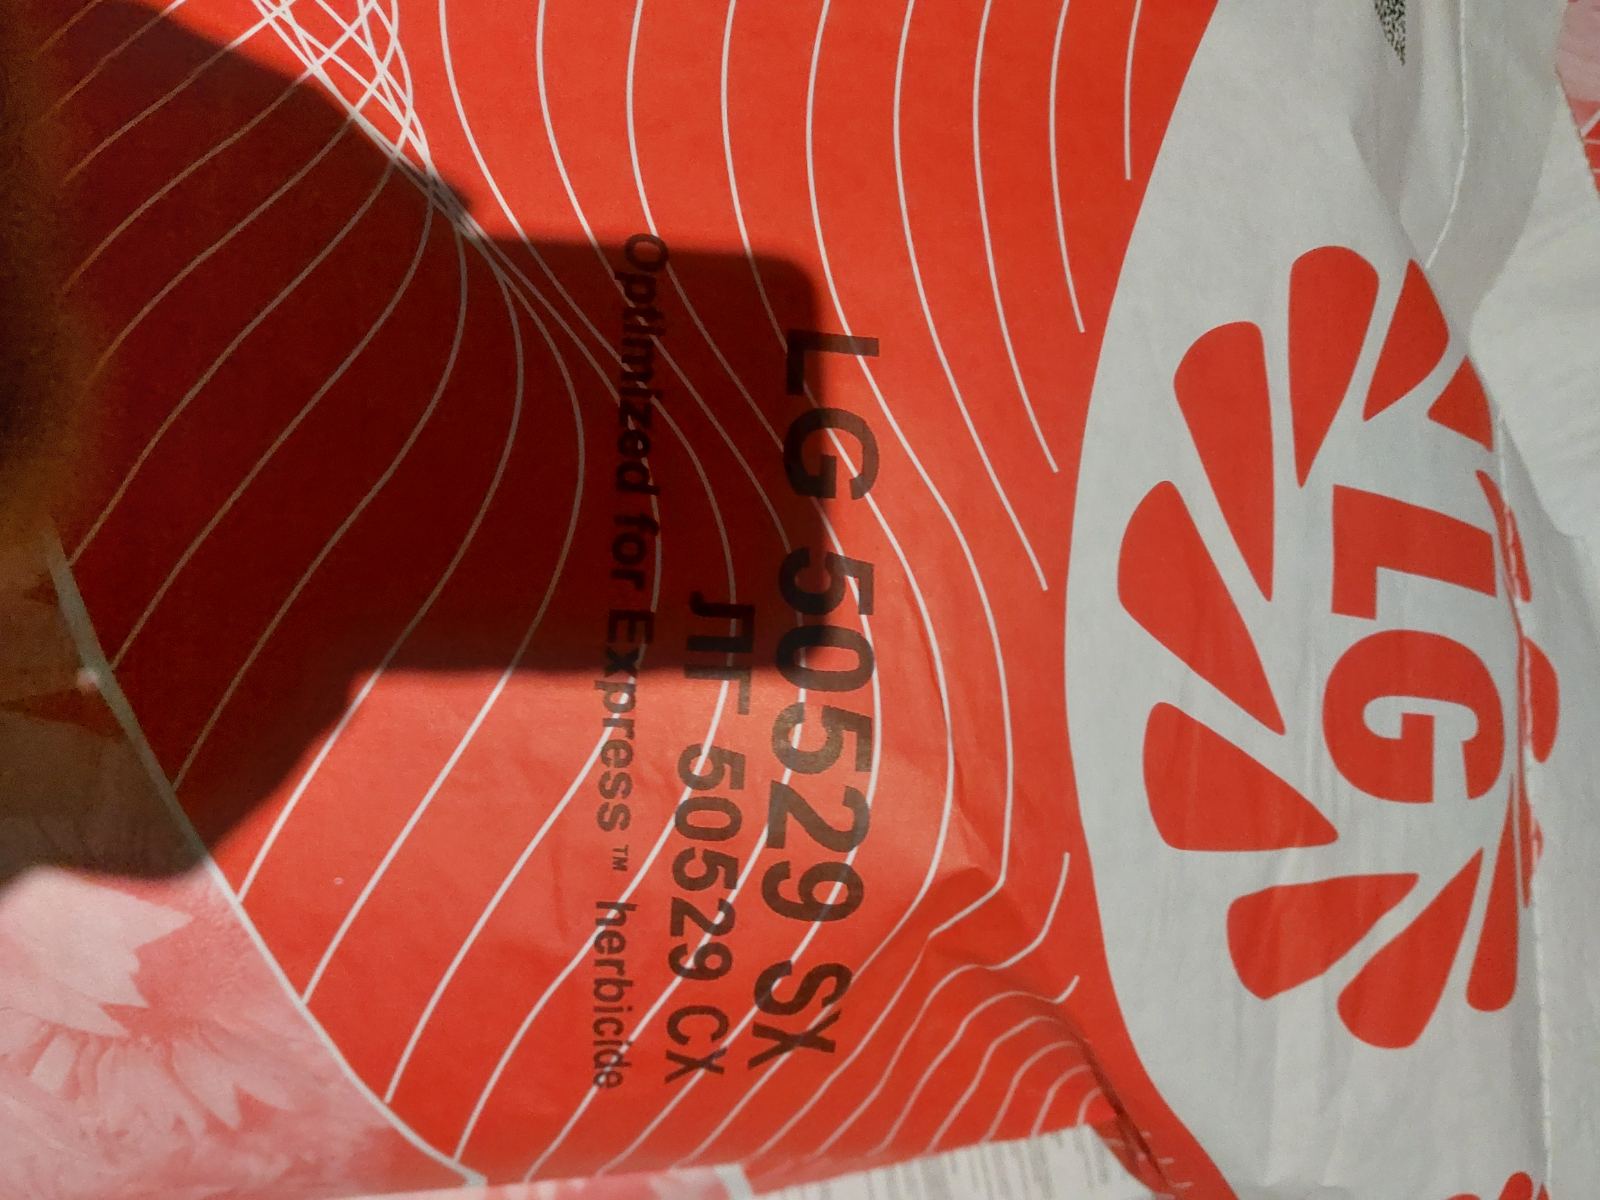 LG
LG 50529 SX
ЛГ 50529 СХ
Optimized for Express™ herbicide